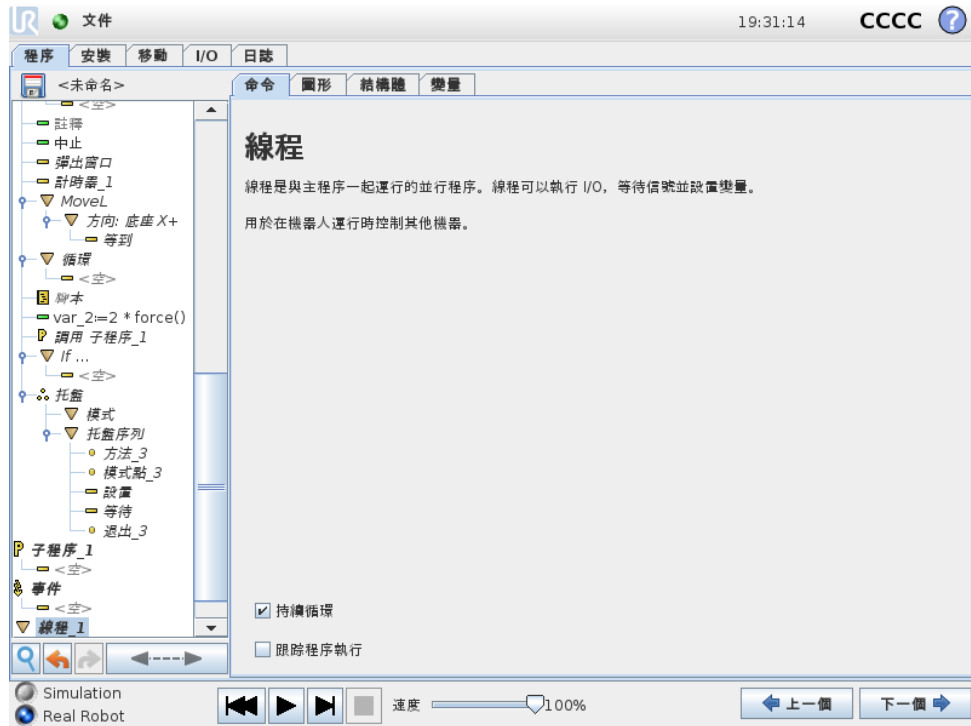 UR 文件 19:31:14 CCCC ?
程序 安裝 移動 I/O 日誌
<未命名>
命令 圖形 結構體 變量
<空>
註釋
中止
彈出窗口
計時器_1
MoveL
方向: 底座 X+
等到
循環
<空>
腳本
var_2:=2 * force()
調用 子程序_1
If ...
<空>
托盤
模式
托盤序列
方法_3
模式點_3
設置
等待
退出_3
子程序_1
<空>
事件
<空>
線程_1
線程
線程是與主程序一起運行的並行程序。線程可以執行 I/O，等待信號並設置變量。
用於在機器人運行時控制其他機器。
持續循環
跟踪程序執行
Simulation
Real Robot
速度 100%
上一個 下一個